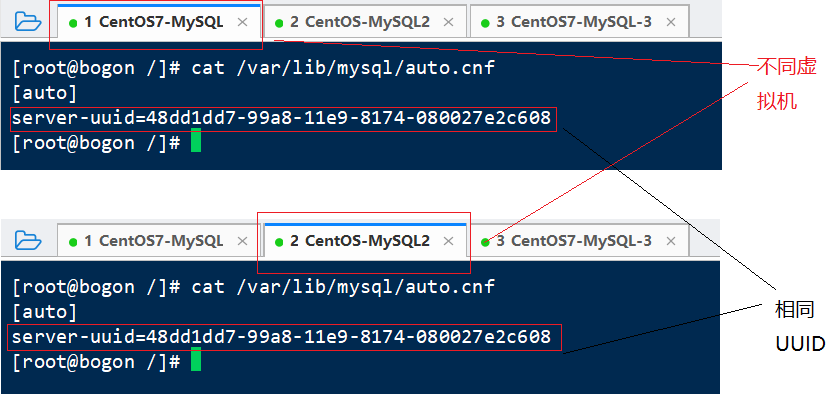 1 CentOS7-MySQL × 2 CentOS-MySQL2 × 3 CentOS7-MySQL-3 ×
[root@bogon /]# cat /var/lib/mysql/auto.cnf
[auto]
server-uuid=48dd1dd7-99a8-11e9-8174-080027e2c608
[root@bogon /]#
不同虚
拟机
1 CentOS7-MySQL × 2 CentOS-MySQL2 × 3 CentOS7-MySQL-3 ×
[root@bogon /]# cat /var/lib/mysql/auto.cnf
[auto]
server-uuid=48dd1dd7-99a8-11e9-8174-080027e2c608
[root@bogon /]#
相同
UUID